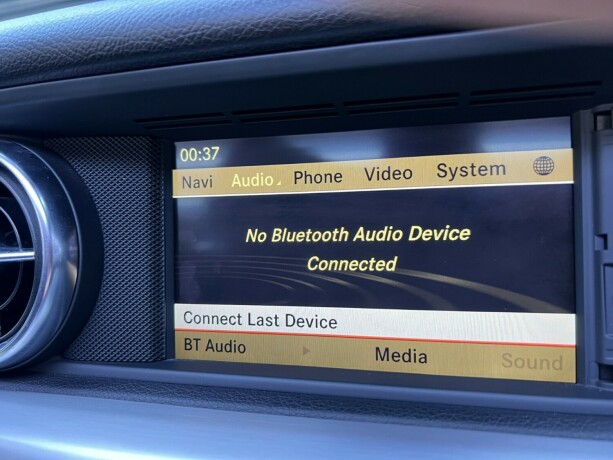 00:37
Navi Audio Phone Video System
No Bluetooth Audio Device
Connected
Connect Last Device
BT Audio Media Sound